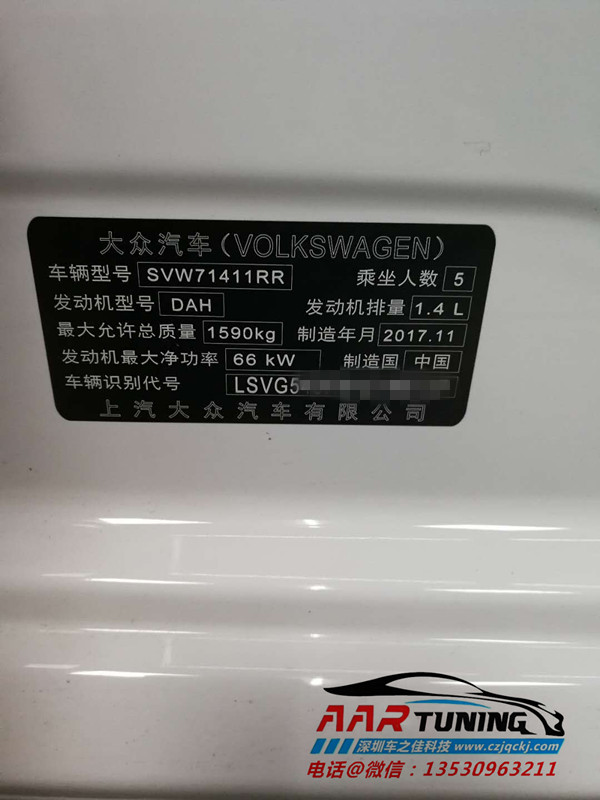 大众汽车(VOLKSWAGEN)
车辆型号 SVW71411RR 乘坐人数 5
发动机型号 DAH 发动机排量 1.4 L
最大允许总质量 1590kg 制造年月 2017.11
发动机最大净功率 66 kW 制造国 中国
车辆识别代号 LSVG5
上汽大众汽车有限公司
AAR TUNING
深圳车之佳科技 www.czjqckj.com
电话@微信：13530963211